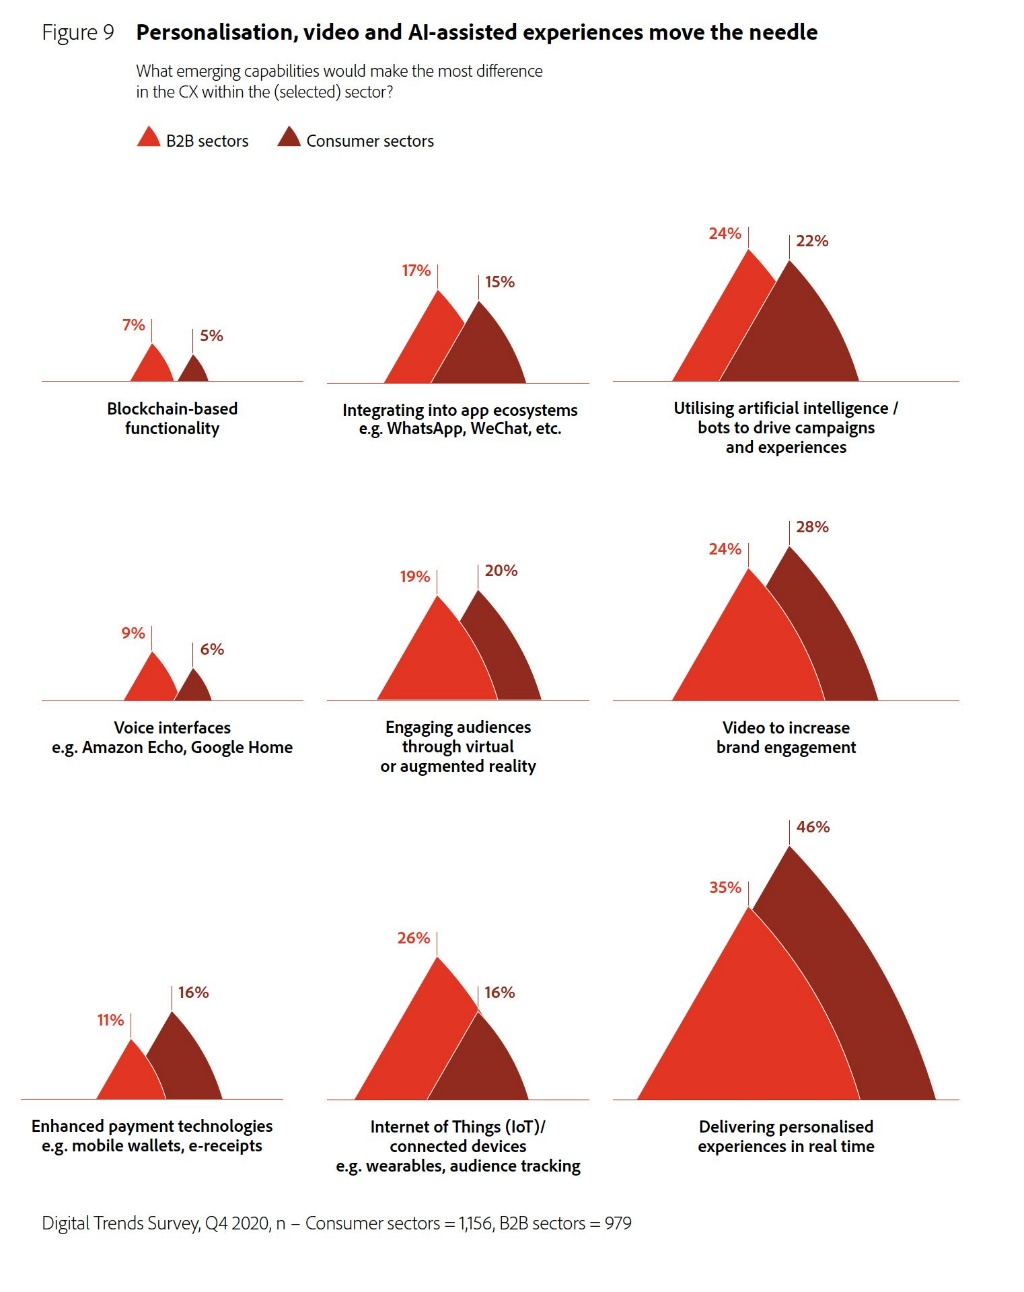 Figure 9 Personalisation, video and AI-assisted experiences move the needle
What emerging capabilities would make the most difference
in the CX within the (selected) sector?
B2B sectors Consumer sectors
7% 5%
Blockchain-based
functionality
17% 15%
Integrating into app ecosystems
e.g. WhatsApp, WeChat, etc.
24% 22%
Utilising artificial intelligence /
bots to drive campaigns
and experiences
9% 6%
Voice interfaces
e.g. Amazon Echo, Google Home
19% 20%
Engaging audiences
through virtual
or augmented reality
24% 28%
Video to increase
brand engagement
11% 16%
Enhanced payment technologies
e.g. mobile wallets, e-receipts
26% 16%
Internet of Things (IoT)/
connected devices
e.g. wearables, audience tracking
35% 46%
Delivering personalised
experiences in real time
Digital Trends Survey, Q4 2020, n – Consumer sectors = 1,156, B2B sectors = 979